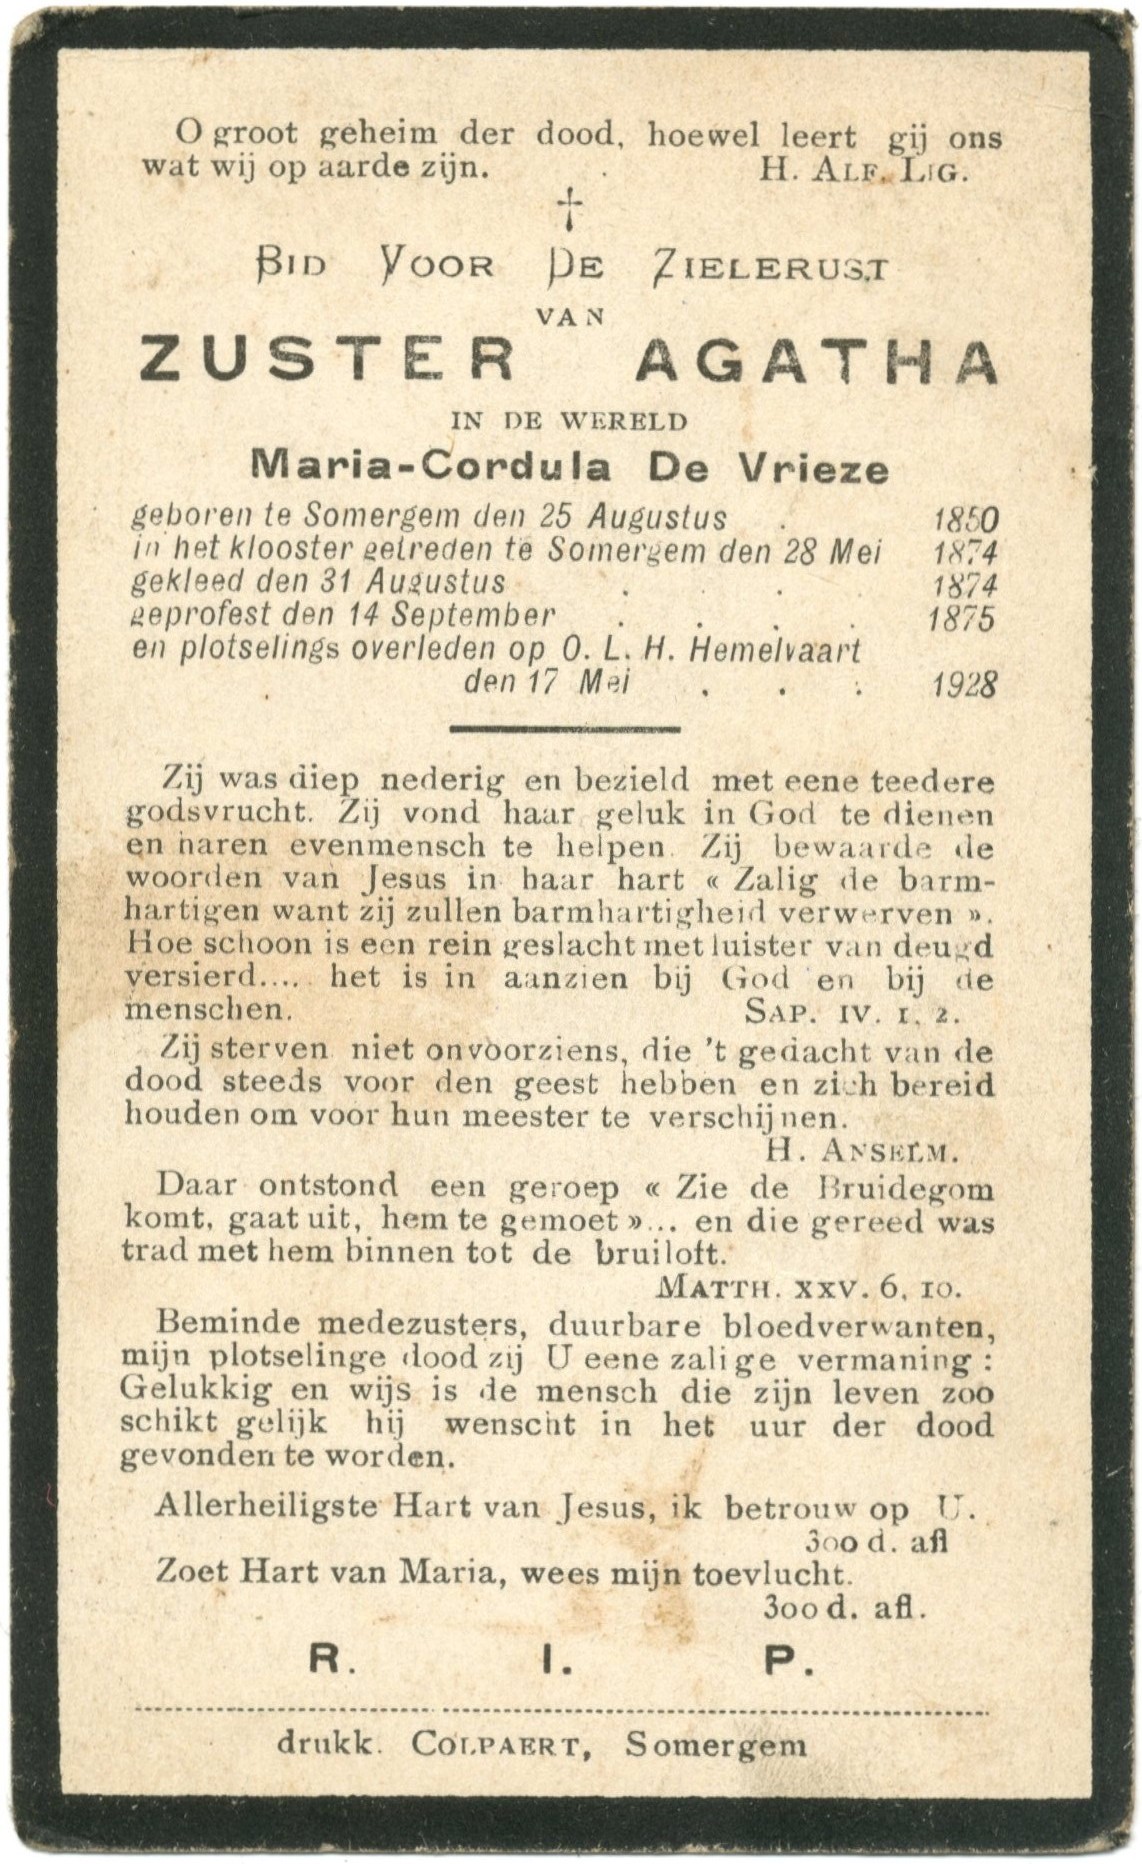 O groot geheim der dood, hoewel leert gij ons
wat wij op aarde zijn. H. ALF. LIG.
BID VOOR DE ZIELERUST
VAN
ZUSTER AGATHA
IN DE WERELD
Maria-Cordula De Vrieze
geboren te Somergem den 25 Augustus . 1850
in het klooster getreden te Somergem den 28 Mei 1874
gekleed den 31 Augustus . . . 1874
geprofest den 14 September . . . . 1875
en plotselings overleden op O. L. H. Hemelvaart
den 17 Mei . . . 1928
Zij was diep nederig en bezield met eene teedere
godsvrucht. Zij vond haar geluk in God te dienen
en haren evenmensch te helpen. Zij bewaarde de
woorden van Jesus in haar hart « Zalig de barm-
hartigen want zij zullen barmhartigheid verwerven ».
Hoe schoon is een rein geslacht met luister van deugd
versierd.... het is in aanzien bij God en bij de
menschen. SAP. IV. 1, 2.
Zij sterven niet onvoorziens, die 't gedacht van de
dood steeds voor den geest hebben en zich bereid
houden om voor hun meester te verschijnen.
H. ANSELM.
Daar ontstond een geroep « Zie de Bruidegom
komt, gaat uit, hem te gemoet »... en die gereed was
trad met hem binnen tot de bruiloft.
MATTH. XXV. 6, 10.
Beminde medezusters, duurbare bloedverwanten,
mijn plotselinge dood zij U eene zalige vermaning :
Gelukkig en wijs is de mensch die zijn leven zoo
schikt gelijk hij wenscht in het uur der dood
gevonden te worden.
Allerheiligste Hart van Jesus, ik betrouw op U.
300 d. afl
Zoet Hart van Maria, wees mijn toevlucht.
300 d. afl.
R. I. P.
drukk. COLPAERT, Somergem